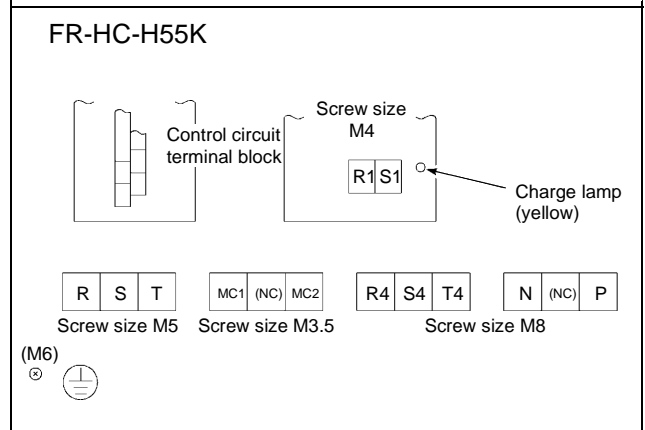 FR-HC-H55K
Screw size
M4
Control circuit
terminal block
R1 S1
Charge lamp
(yellow)
R S T
MC1 (NC) MC2
R4 S4 T4
N (NC) P
Screw size M5
Screw size M3.5
Screw size M8
(M6)